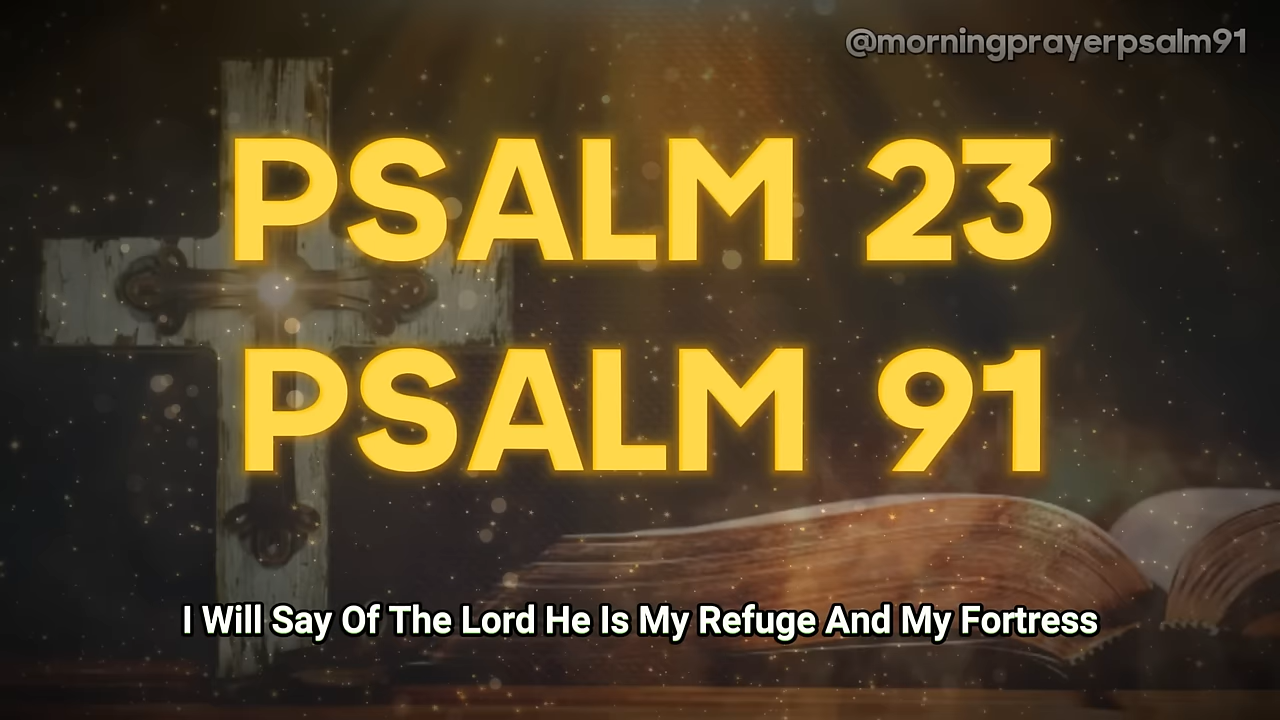 @morningprayerpsalm91
PSALM 23
PSALM 91
I Will Say Of The Lord He Is My Refuge And My Fortress